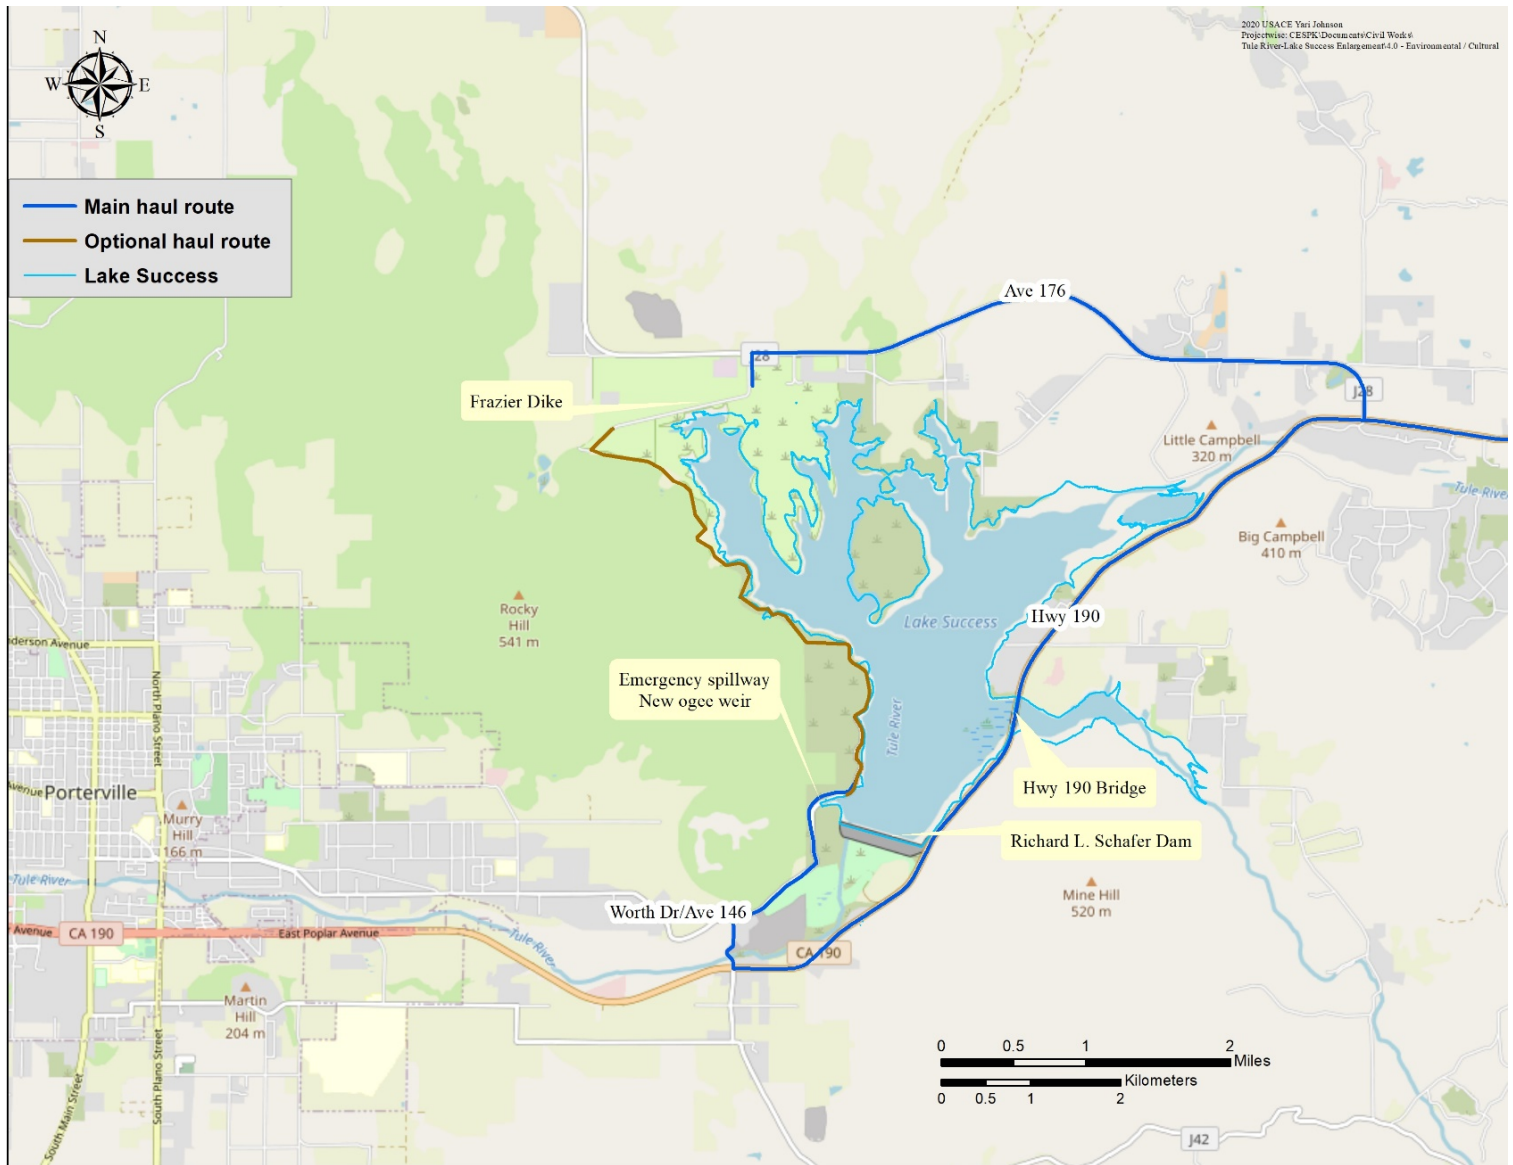 2020 USACE Yari Johnson
Projectwise: CESPK\Documents\Civil Works\
Tule River-Lake Success Enlargement\4.0 - Environmental / Cultural
N
W
E
S
Main haul route
Optional haul route
Lake Success
Ave 176
J28
J28
Frazier Dike
Little Campbell
320 m
Tule River
Big Campbell
410 m
Rocky
Hill
541 m
Lake Success
Hwy 190
nderson Avenue
North Plano Street
Emergency spillway
New ogee weir
Tule River
Hwy 190 Bridge
Avenue
Porterville
Murry
Hill
166 m
Richard L. Schafer Dam
Tule River
Mine Hill
520 m
Worth Dr/Ave 146
Avenue
CA 190
East Poplar Avenue
Tule River
CA 190
Martin
Hill
204 m
South Main Street
South Plano Street
0 0.5 1 2
Miles
Kilometers
0 0.5 1 2
J42